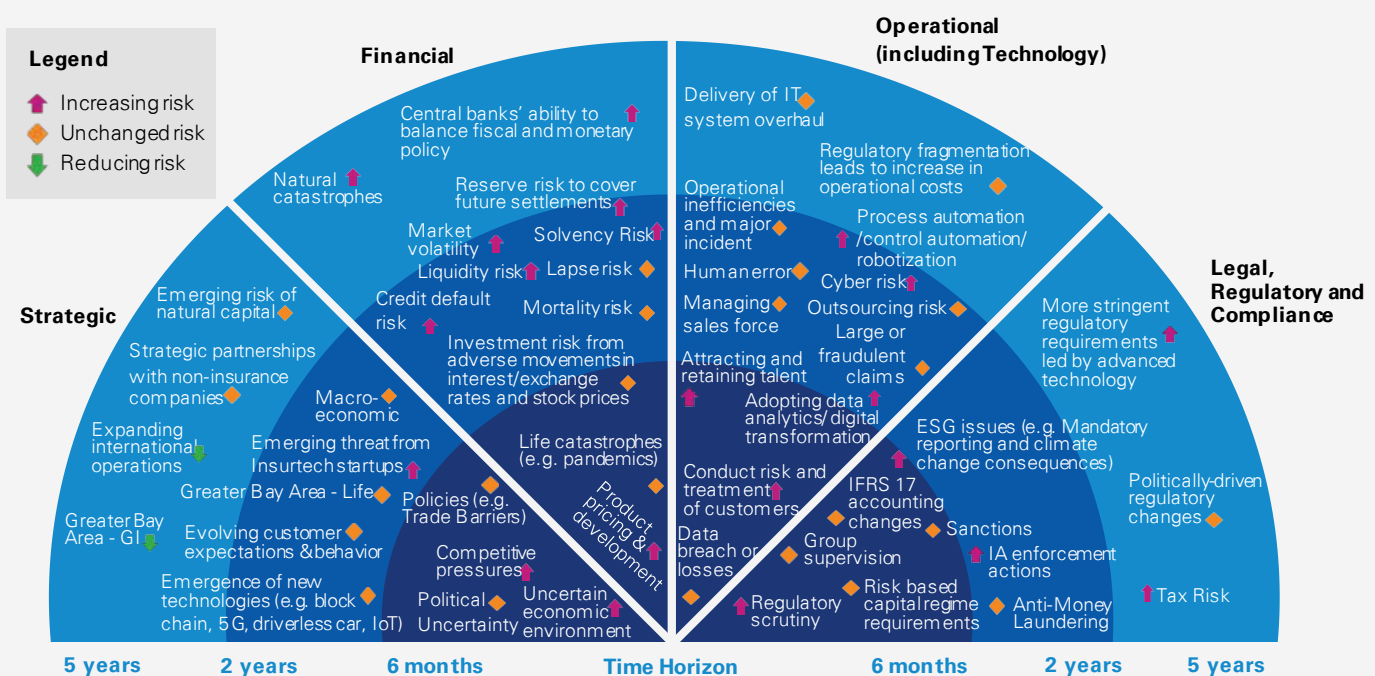 Legend
Increasing risk
Unchanged risk
Reducing risk
Strategic
Financial
Operational
(including Technology)
Legal,
Regulatory and
Compliance
Emerging risk of
natural capital
Strategic partnerships
with non-insurance
companies
Expanding
international
operations
Greater Bay
Area - GI
Macro-
economic
Emerging threat from
Insurtech startups
Greater Bay Area - Life
Evolving customer
expectations & behavior
Emergence of new
technologies (e.g. block
chain, 5G, driverless car, IoT)
Policies (e.g.
Trade Barriers)
Competitive
pressures
Political
Uncertainty
Uncertain
economic
environment
Central banks' ability to
balance fiscal and monetary
policy
Natural
catastrophes
Reserve risk to cover
future settlements
Market
volatility
Solvency Risk
Liquidity risk
Lapse risk
Credit default
risk
Mortality risk
Investment risk from
adverse movements in
interest/exchange
rates and stock prices
Life catastrophes
(e.g. pandemics)
Product
pricing &
development
Delivery of IT
system overhaul
Regulatory fragmentation
leads to increase in
operational costs
Operational
inefficiencies
and major
incident
Process automation
/control automation/
robotization
Human error
Cyber risk
Managing
sales force
Outsourcing risk
Large or
fraudulent
claims
Attracting and
retaining talent
Adopting data
analytics/digital
transformation
Conduct risk and
treatment
of customers
Data
breach or
losses
More stringent
regulatory
requirements
led by advanced
technology
ESG issues (e.g. Mandatory
reporting and climate
change consequences)
Politically-driven
regulatory
changes
IFRS 17
accounting
changes
Sanctions
Group
supervision
IA enforcement
actions
Risk based
capital regime
requirements
Regulatory
scrutiny
Anti-Money
Laundering
Tax Risk
5 years
2 years
6 months
Time Horizon
6 months
2 years
5 years